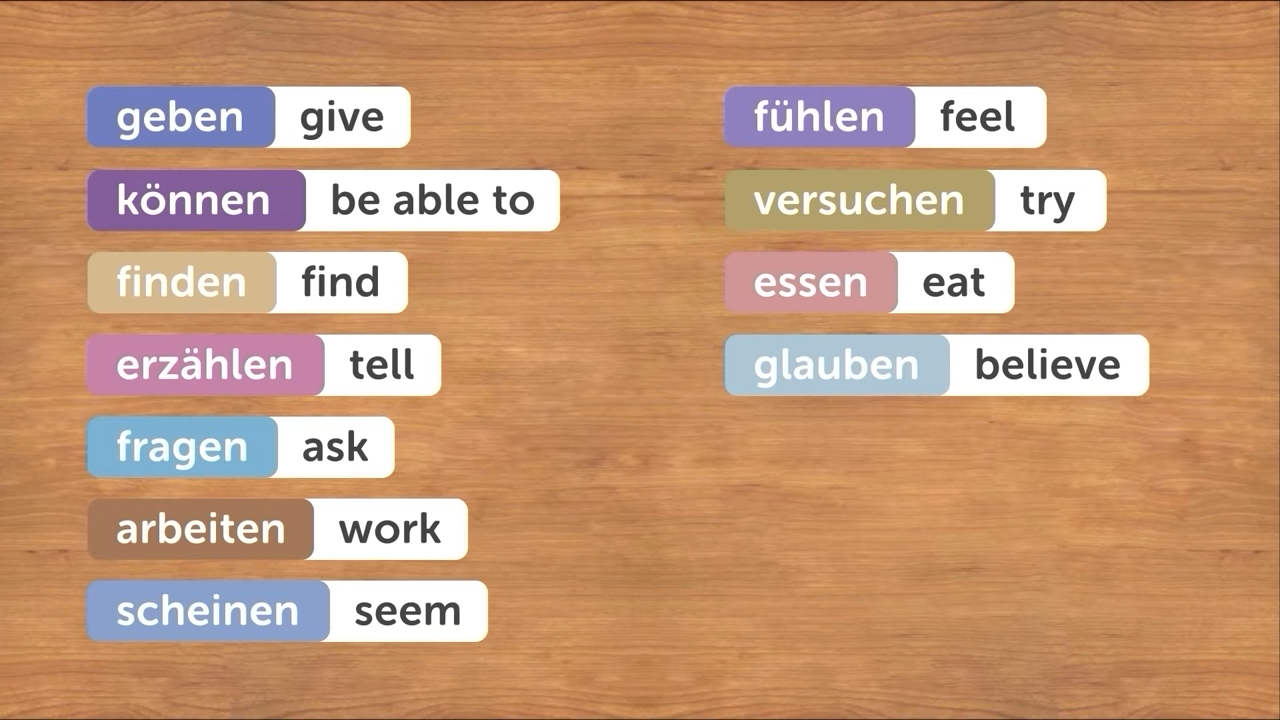 geben give
können be able to
finden find
erzählen tell
fragen ask
arbeiten work
scheinen seem
fühlen feel
versuchen try
essen eat
glauben believe